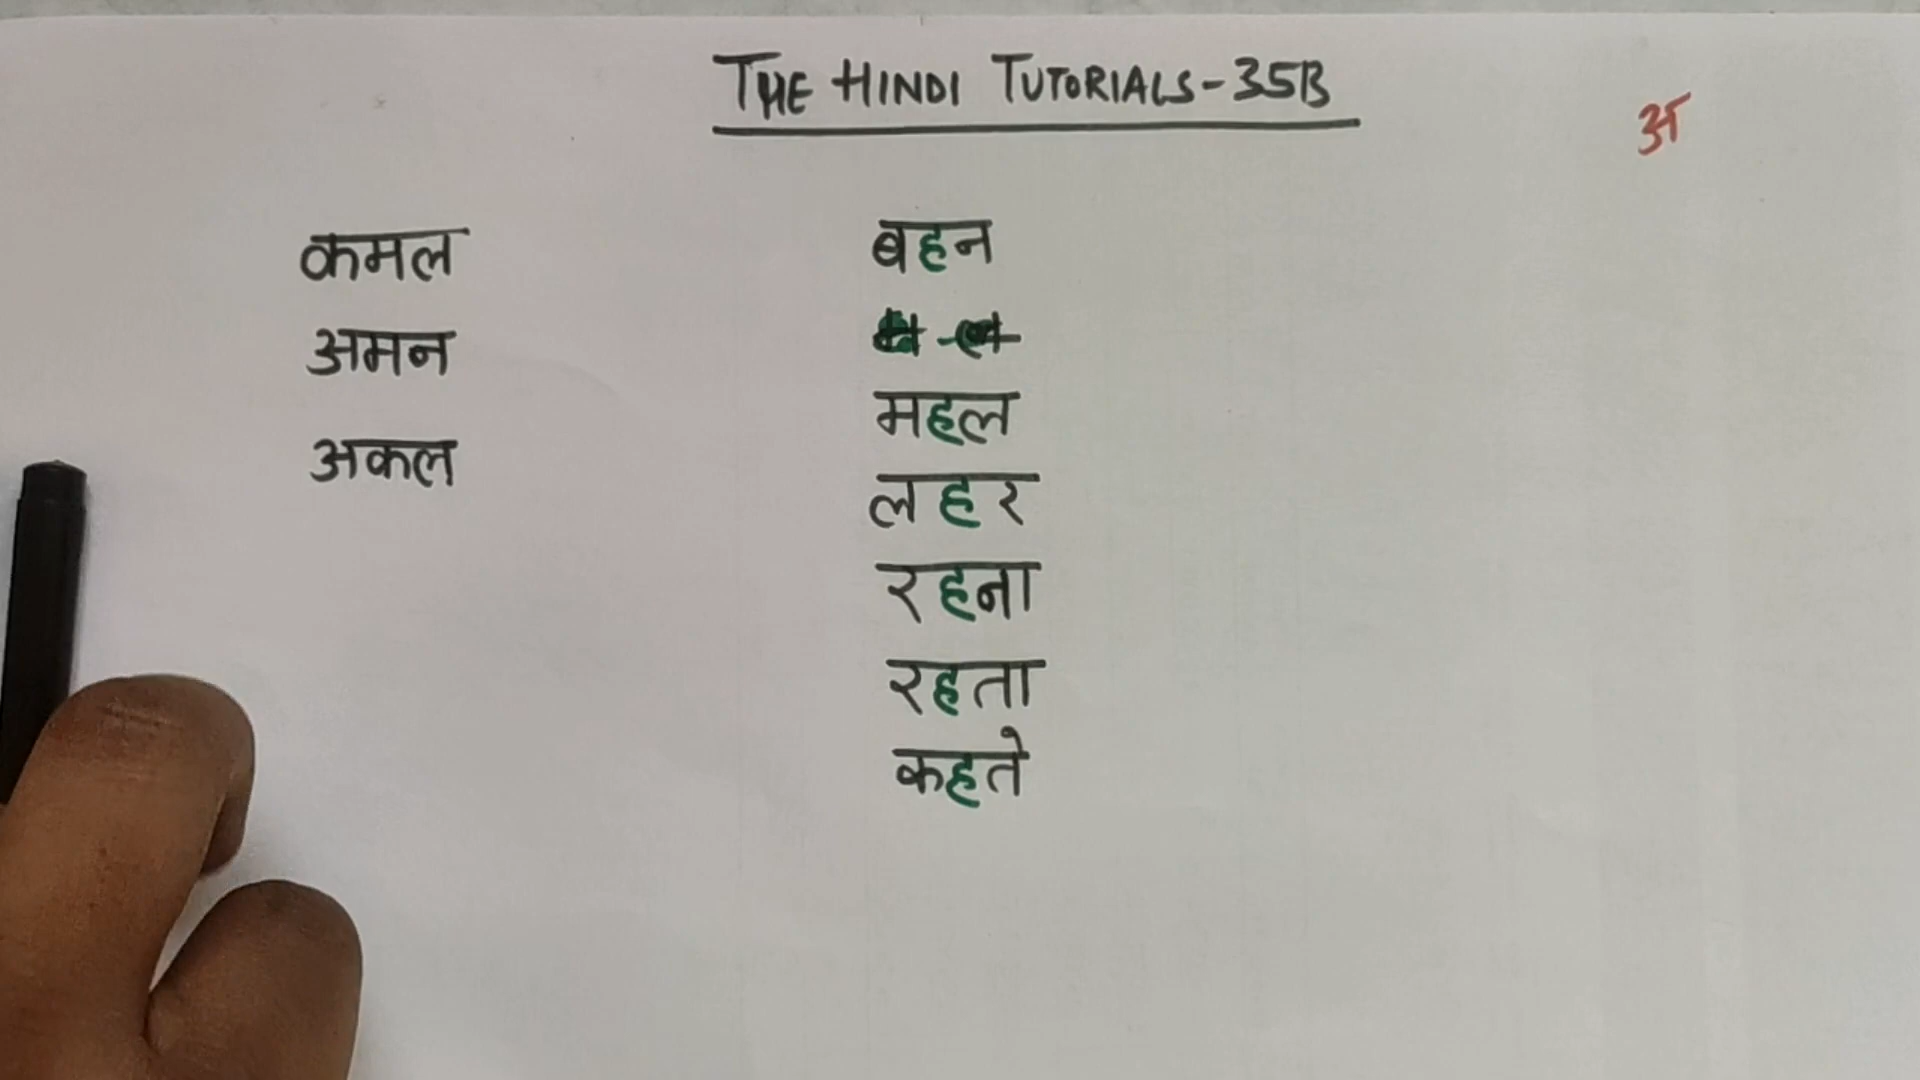 THE HINDI TUTORIALS-35B
अ
कमल
अमन
अकल
बहन
महल
लहर
रहना
रहता
कहते